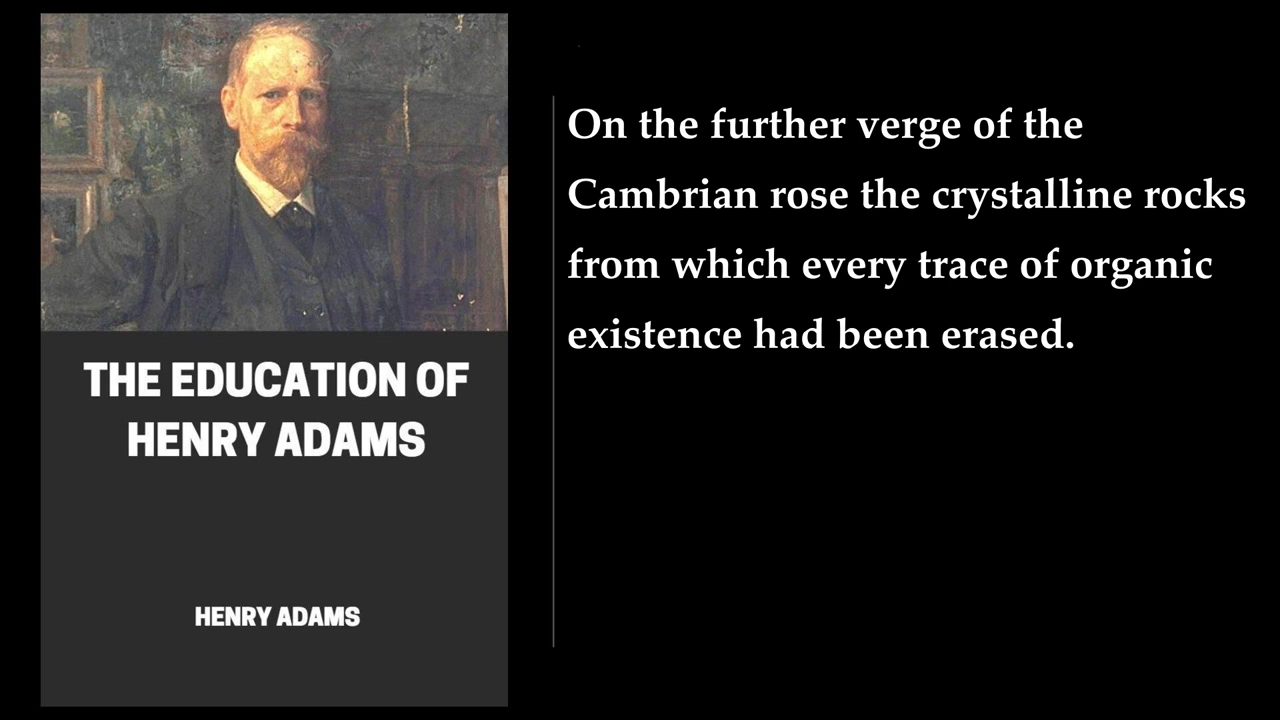 THE EDUCATION OF
HENRY ADAMS
HENRY ADAMS
On the further verge of the
Cambrian rose the crystalline rocks
from which every trace of organic
existence had been erased.